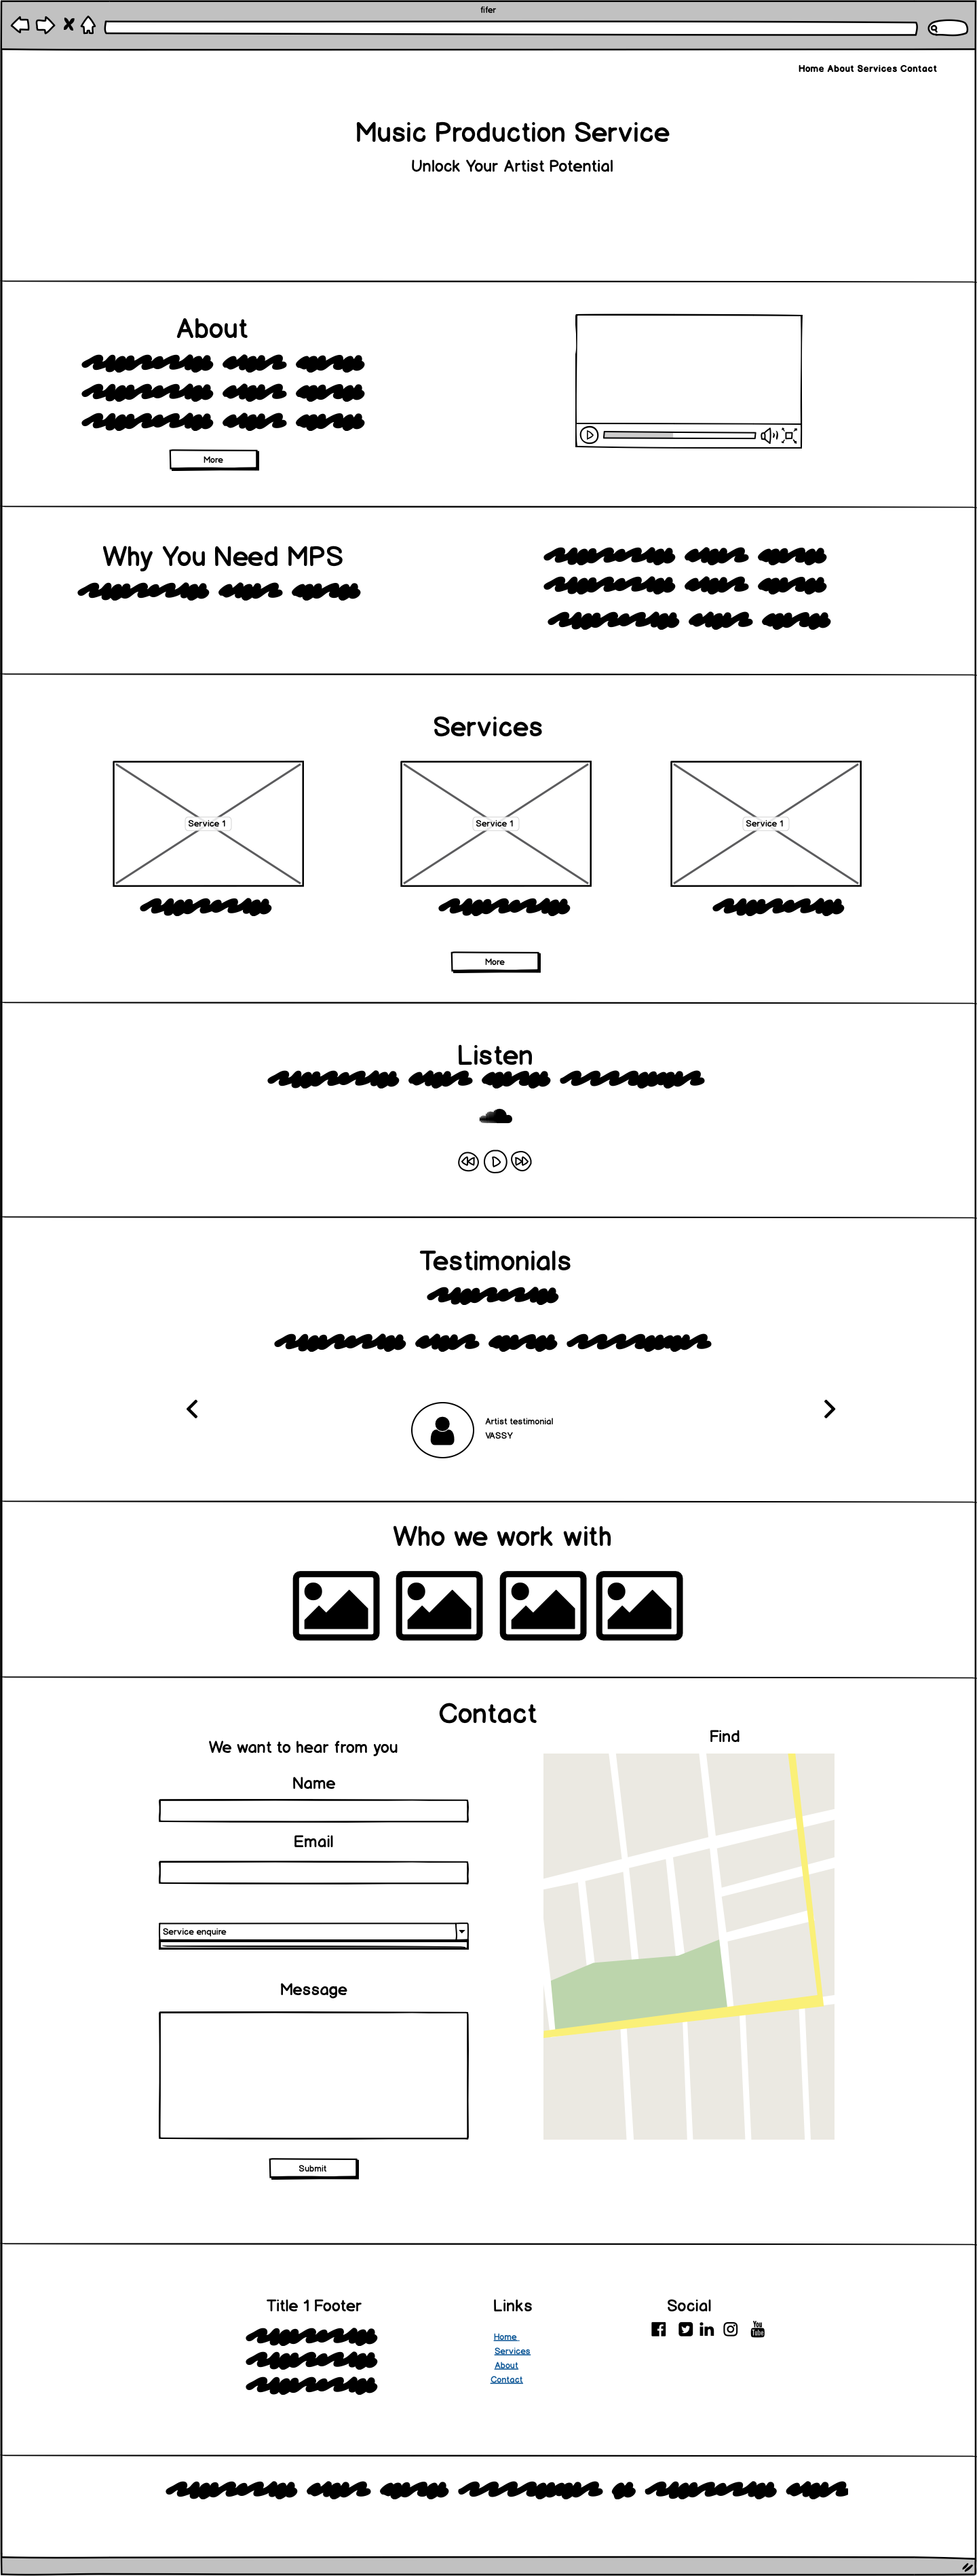 fifer
Home About Services Contact
Music Production Service
Unlock Your Artist Potential
About
More
Why You Need MPS
Services
Service 1
Service 1
Service 1
More
Listen
Testimonials
Artist testimonial
VASSY
Who we work with
Contact
Find
We want to hear from you
Name
Email
Service enquire
Message
Submit
Title 1 Footer
Links
Social
You
Tube
Home
Services
About
Contact